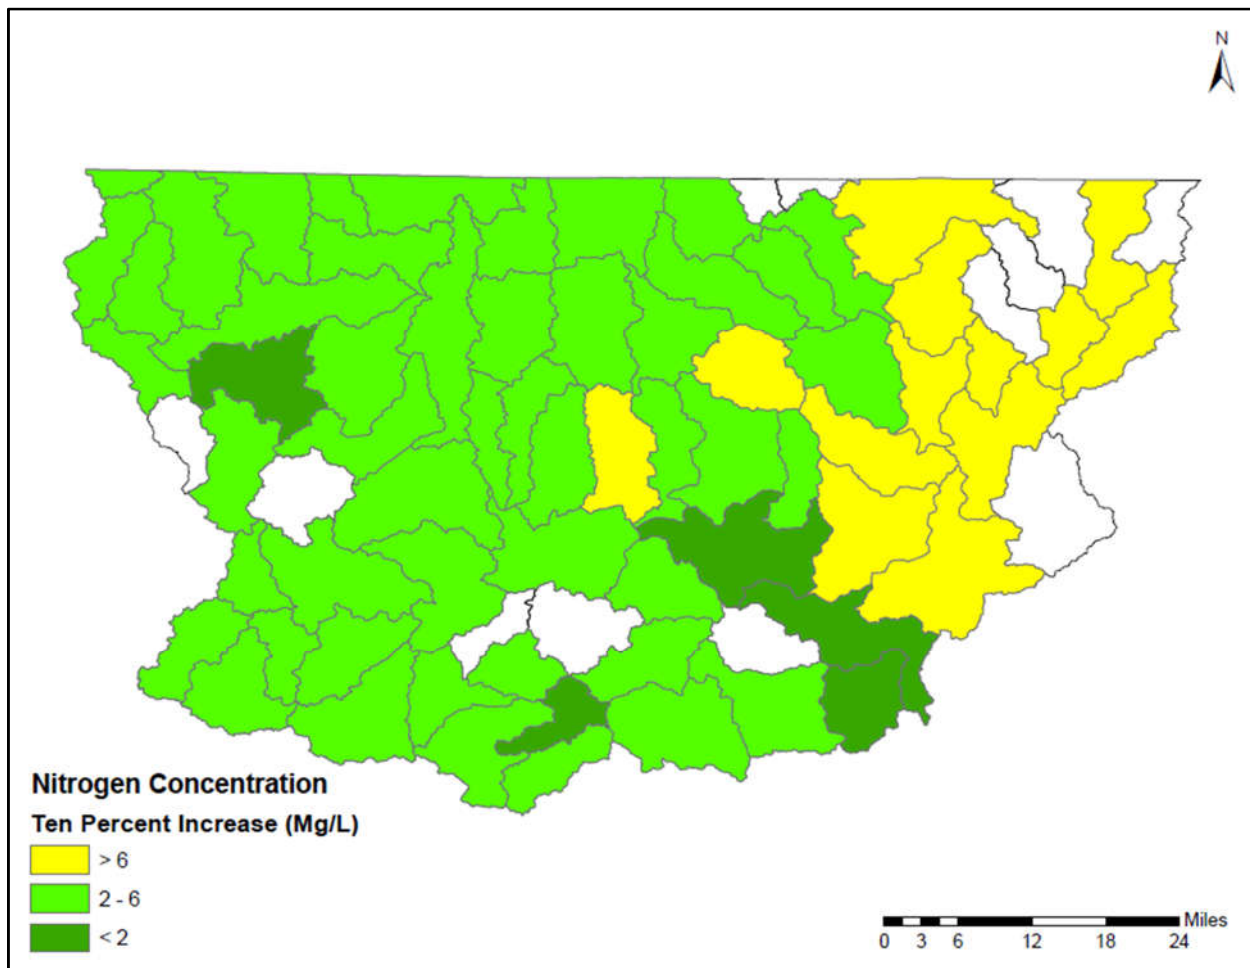 N
Nitrogen Concentration
Ten Percent Increase (Mg/L)
> 6
2 - 6
< 2
Miles
0 3 6 12 18 24